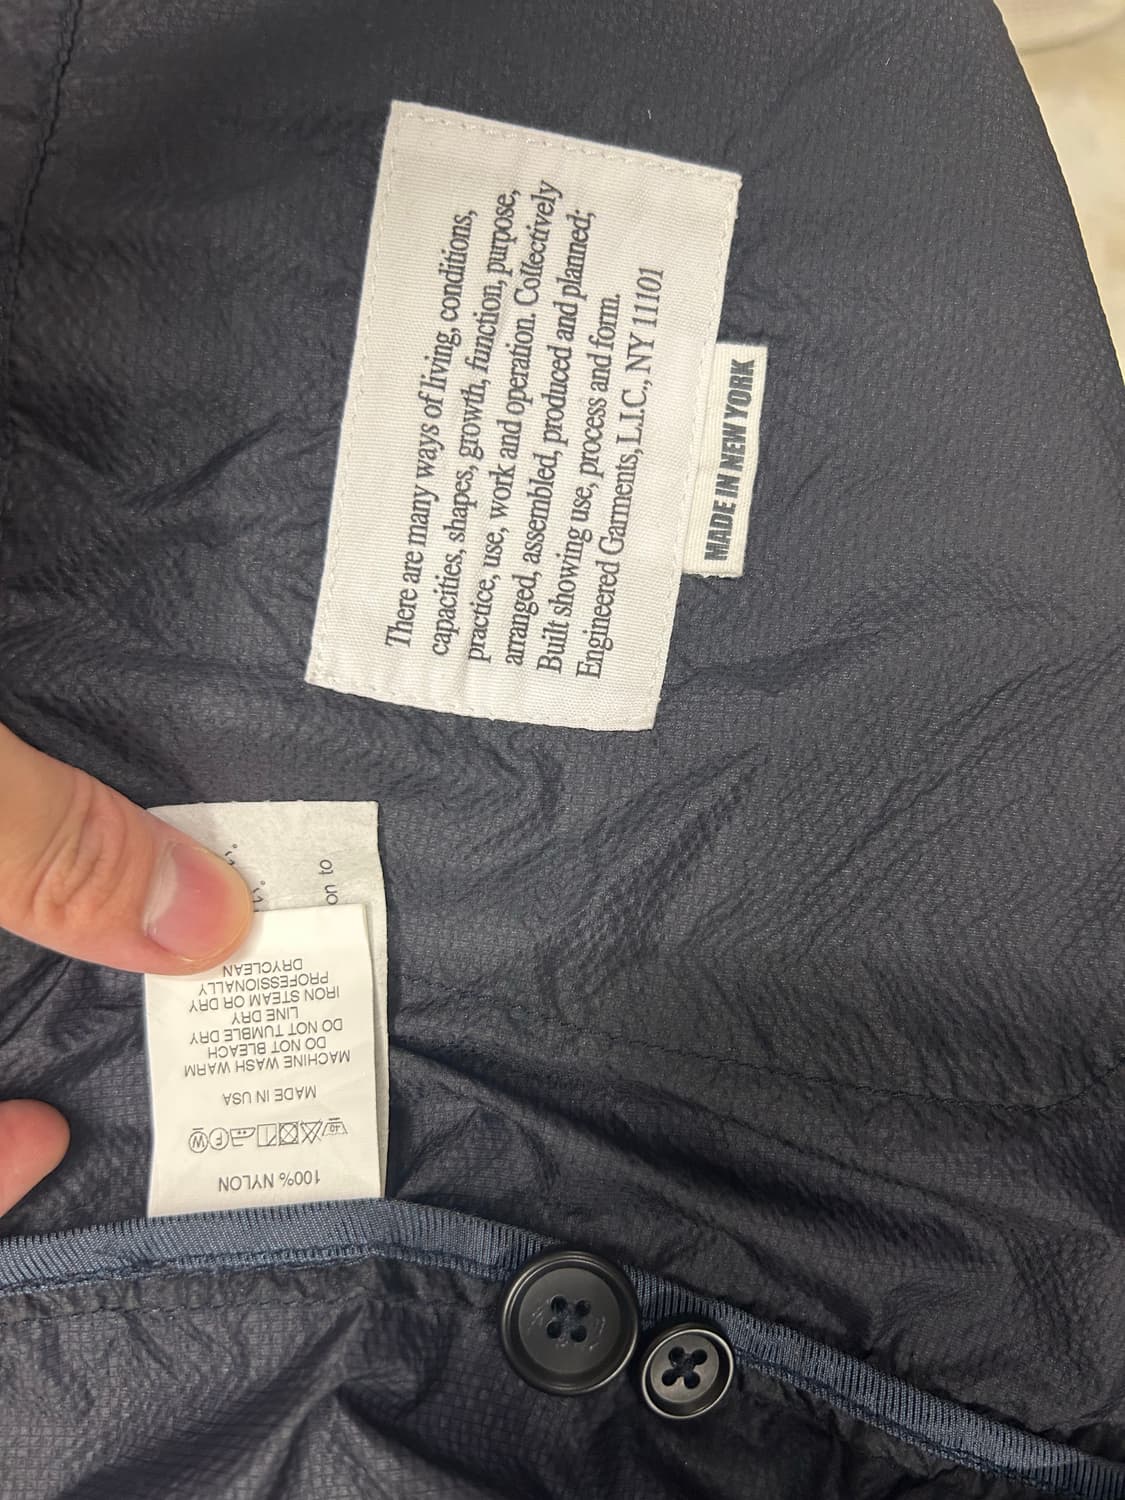 There are many ways of living, conditions,
capacities, shapes, growth, function, purpose,
practice, use, work and operation. Collectively
arranged, assembled, produced and planned;
Built showing use, process and form.
Engineered Garments, L.I.C., NY 11101
MADE IN NEW YORK
on to
100% NYLON
40
F
W
MADE IN USA
MACHINE WASH WARM
DO NOT BLEACH
DO NOT TUMBLE DRY
LINE DRY
IRON STEAM OR DRY
PROFESSIONALLY
DRYCLEAN